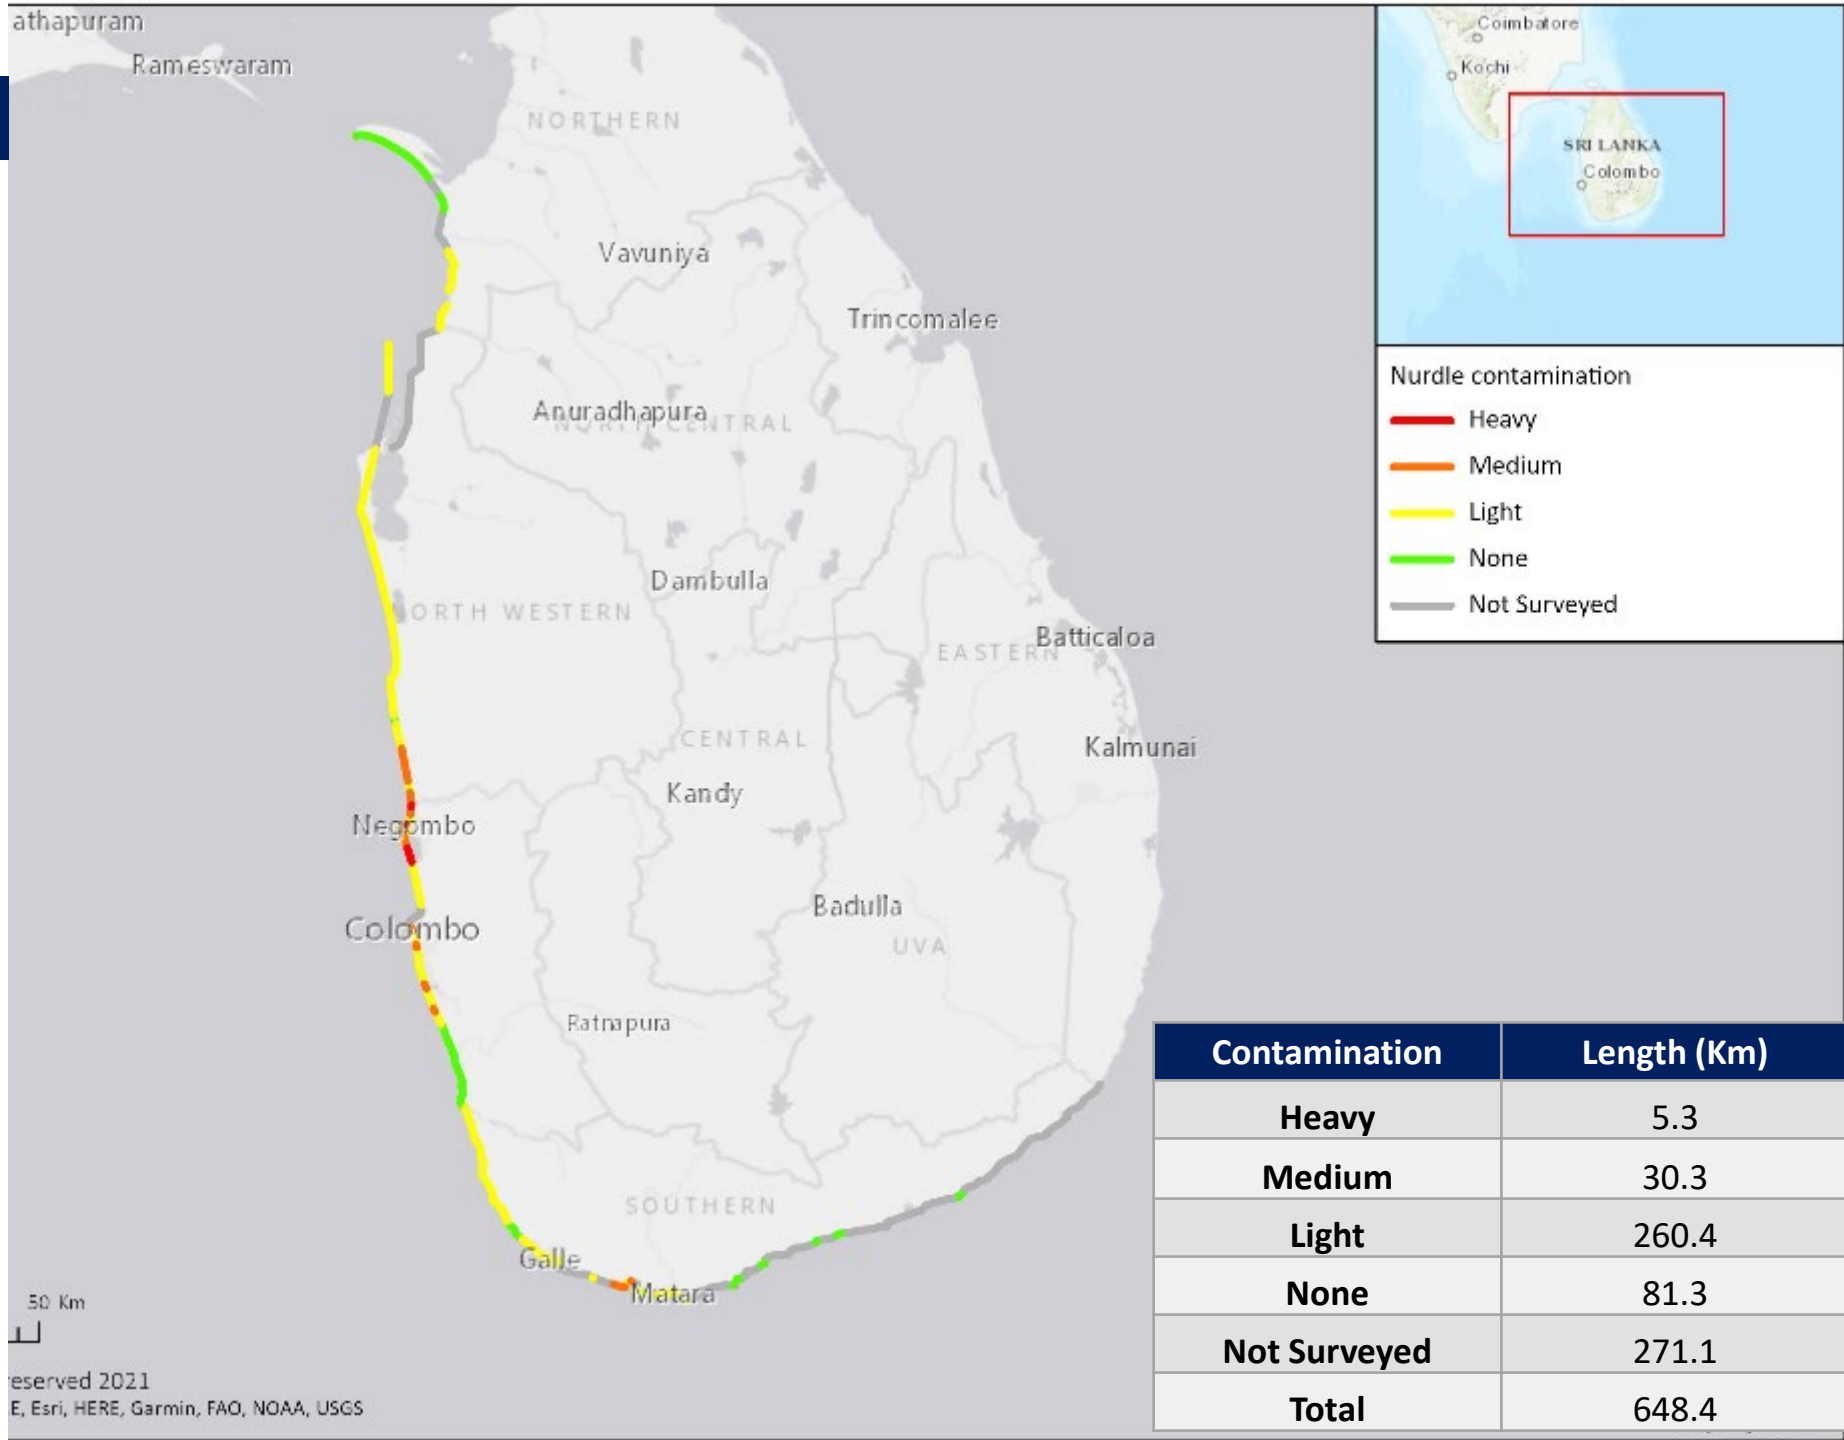 athapuram
Rameswaram
NORTHERN
Vavuniya
Trincomalee
Anuradhapura
NORTH CENTRAL
Dambulla
NORTH WESTERN
Batticaloa
EASTERN
CENTRAL
Kalmunai
Kandy
Negombo
Badulla
Colombo
UVA
Ratnapura
SOUTHERN
Galle
Matara
50 Km
eserved 2021
E, Esri, HERE, Garmin, FAO, NOAA, USGS
Coimbatore
Kochi
SRI LANKA
Colombo
Nurdle contamination
Heavy
Medium
Light
None
Not Surveyed
Contamination Length (Km)
Heavy 5.3
Medium 30.3
Light 260.4
None 81.3
Not Surveyed 271.1
Total 648.4